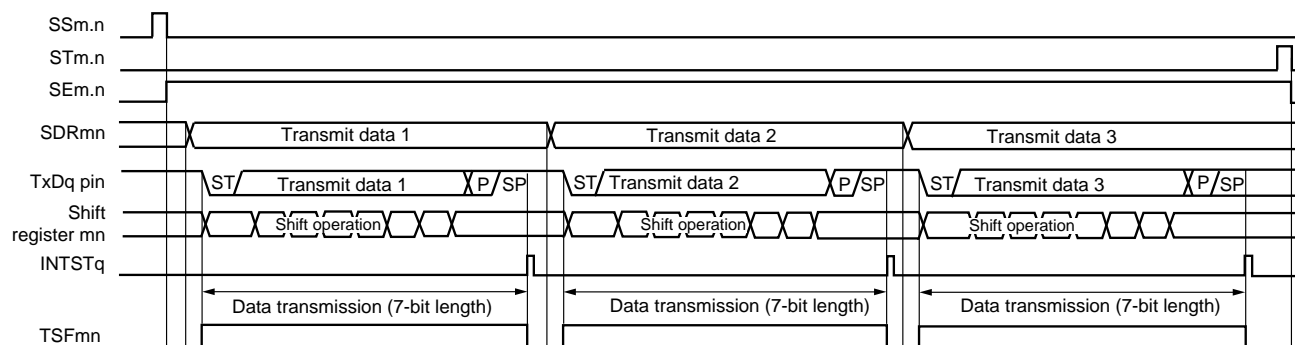 SSm.n
STm.n
SEm.n
SDRmn Transmit data 1 Transmit data 2 Transmit data 3
TxDq pin ST Transmit data 1 P SP ST Transmit data 2 P SP ST Transmit data 3 P SP
Shift
register mn Shift operation Shift operation Shift operation
INTSTq
Data transmission (7-bit length) Data transmission (7-bit length) Data transmission (7-bit length)
TSFmn